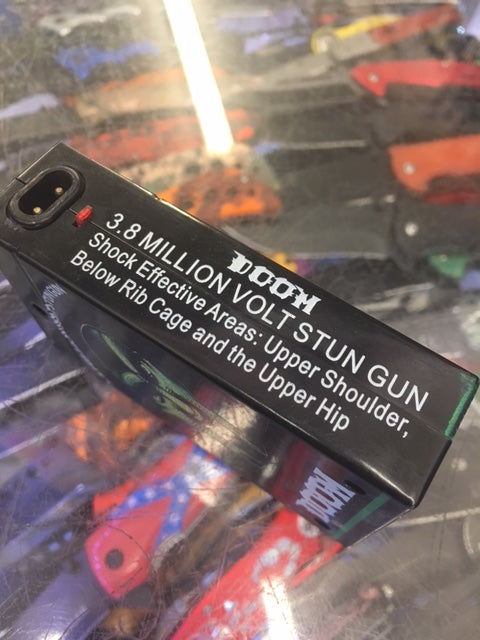 DOOM
3.8 MILLION VOLT STUN GUN
Shock Effective Areas: Upper Shoulder,
Below Rib Cage and the Upper Hip
DOOM